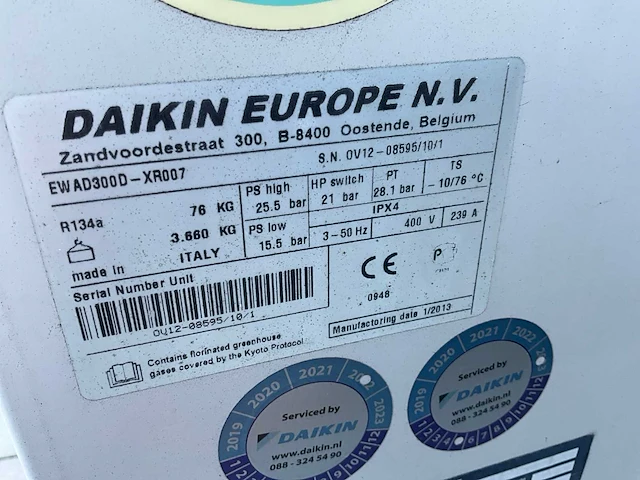 DAIKIN EUROPE N.V.
Zandvoordestraat 300, B-8400 Oostende, Belgium
EWAD300D-XR007
S.N. OV12-08595/10/1
R134a 76 KG
3.660 KG
made in ITALY
PS high
25.5 bar
PS low
15.5 bar
HP switch
21 bar
PT
28.1 bar
TS
-10/76 °C
IPX4
3~50 Hz 400 V 239 A
Serial Number Unit
OV12-08595/10/1
CE
0948
Manufactoring date 1/2013
Contains florinated greenhouse
gases covered by the Kyoto Protocol
2019 2020 2021 2023
Serviced by
DAIKIN
www.daikin.nl
088 - 324 54 90
2019 2020 2021 2022
Serviced by
DAIKIN
www.daikin.nl
088 - 324 54 90